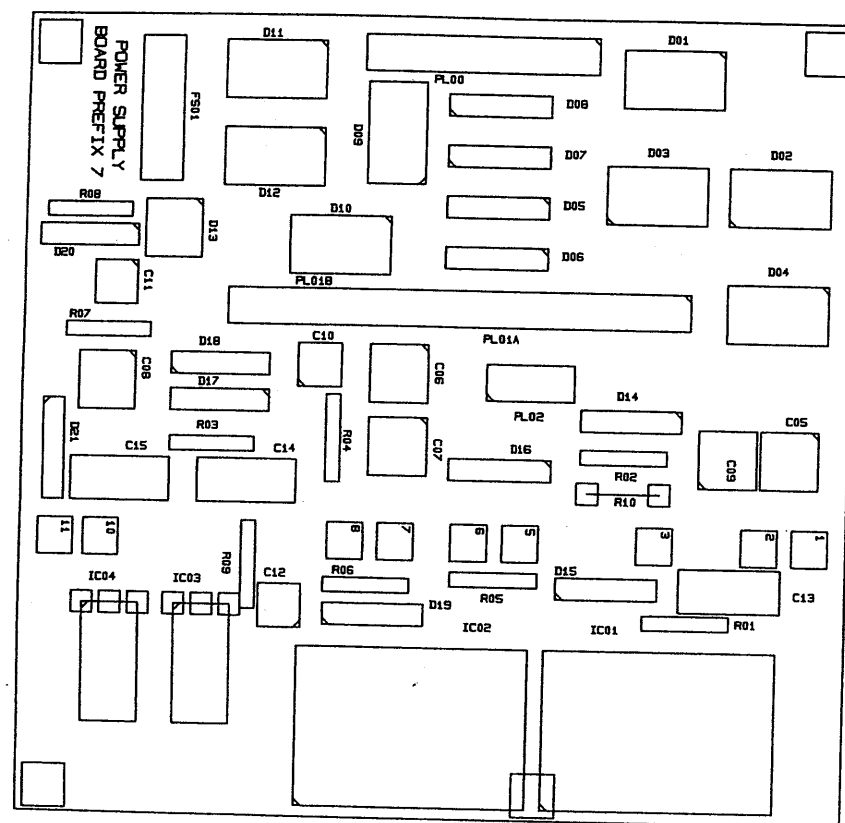 POWER SUPPLY
BOARD PREFIX 7
FS01
D11
PL00
D01
D09
D08
D07
D12
D03
D02
R08
D20
D13
D10
D05
D06
C11
PL01B
D04
R07
PL01A
C08
D18
C10
C06
D17
PL02
D14
D21
R03
R04
C07
C05
C15
C14
D16
R02
C09
R10
11
10
8
7
6
5
3
2
1
R09
IC04
IC03
C12
R06
R05
D15
C13
D19
IC02
IC01
R01